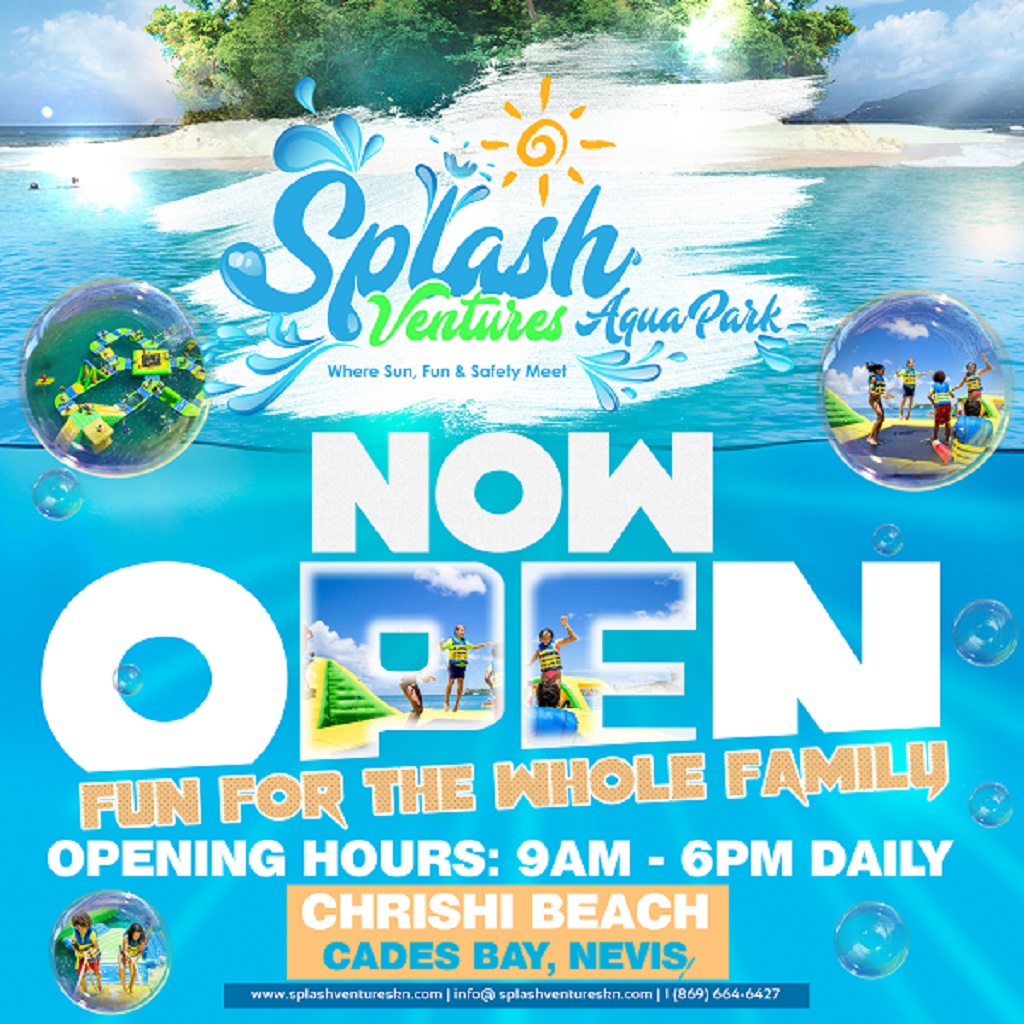 Splash
Ventures Aqua Park
Where Sun, Fun & Safety Meet
NOW
OPEN
FUN FOR THE WHOLE FAMILY
OPENING HOURS: 9AM - 6PM DAILY
CHRISHI BEACH
CADES BAY, NEVIS
www.splashventureskn.com | info@ splashventureskn.com | 1 (869) 664-6427